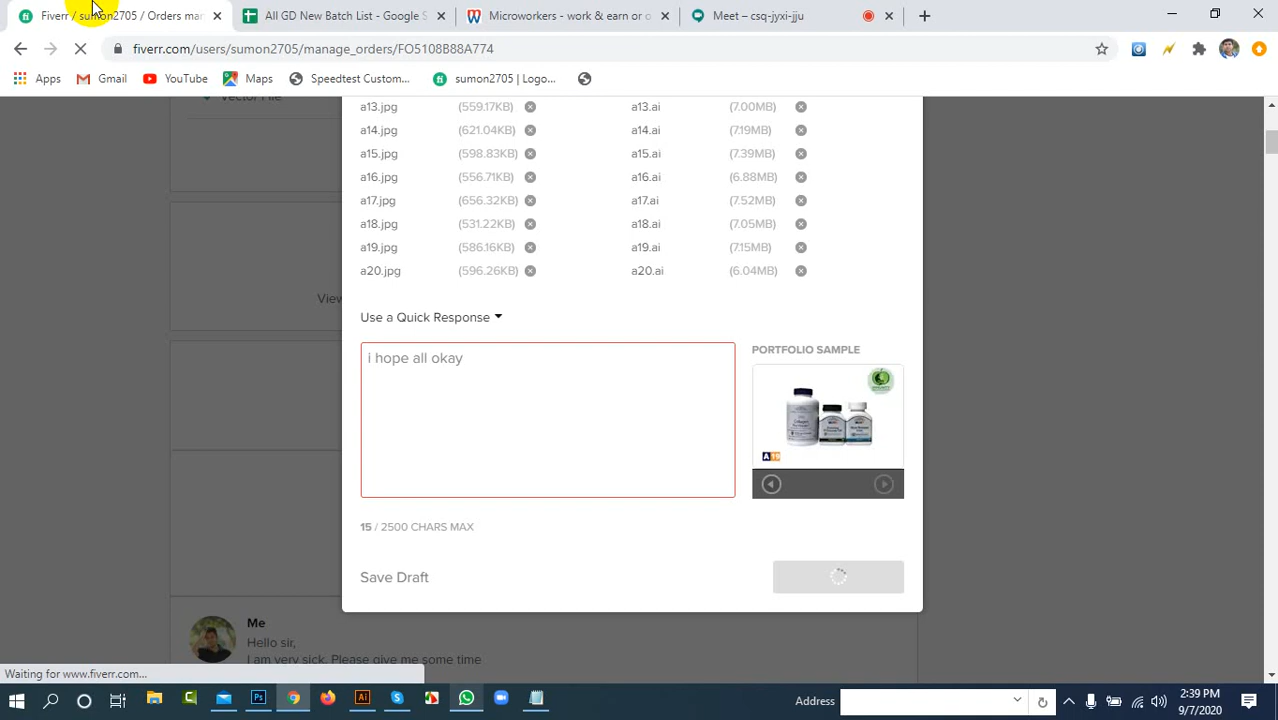 Fiverr / sumon2705 / Orders mar
All GD New Batch List - Google S
Microworkers - work & earn or o
Meet – csq-jyxi-jju
fiverr.com/users/sumon2705/manage_orders/FO5108B88A774
Apps
Gmail
YouTube
Maps
Speedtest Custom...
sumon2705 | Logo...
Vector File
a13.jpg (559.17KB) a13.ai (7.00MB)
a14.jpg (621.04KB) a14.ai (7.19MB)
a15.jpg (598.83KB) a15.ai (7.39MB)
a16.jpg (556.71KB) a16.ai (6.88MB)
a17.jpg (656.32KB) a17.ai (7.52MB)
a18.jpg (531.22KB) a18.ai (7.05MB)
a19.jpg (586.16KB) a19.ai (7.15MB)
a20.jpg (596.26KB) a20.ai (6.04MB)
View
Use a Quick Response
i hope all okay
PORTFOLIO SAMPLE
A19
15 / 2500 CHARS MAX
Save Draft
Me
Hello sir,
I am very sick. Please give me some time
Waiting for www.fiverr.com...
Address
2:39 PM
9/7/2020